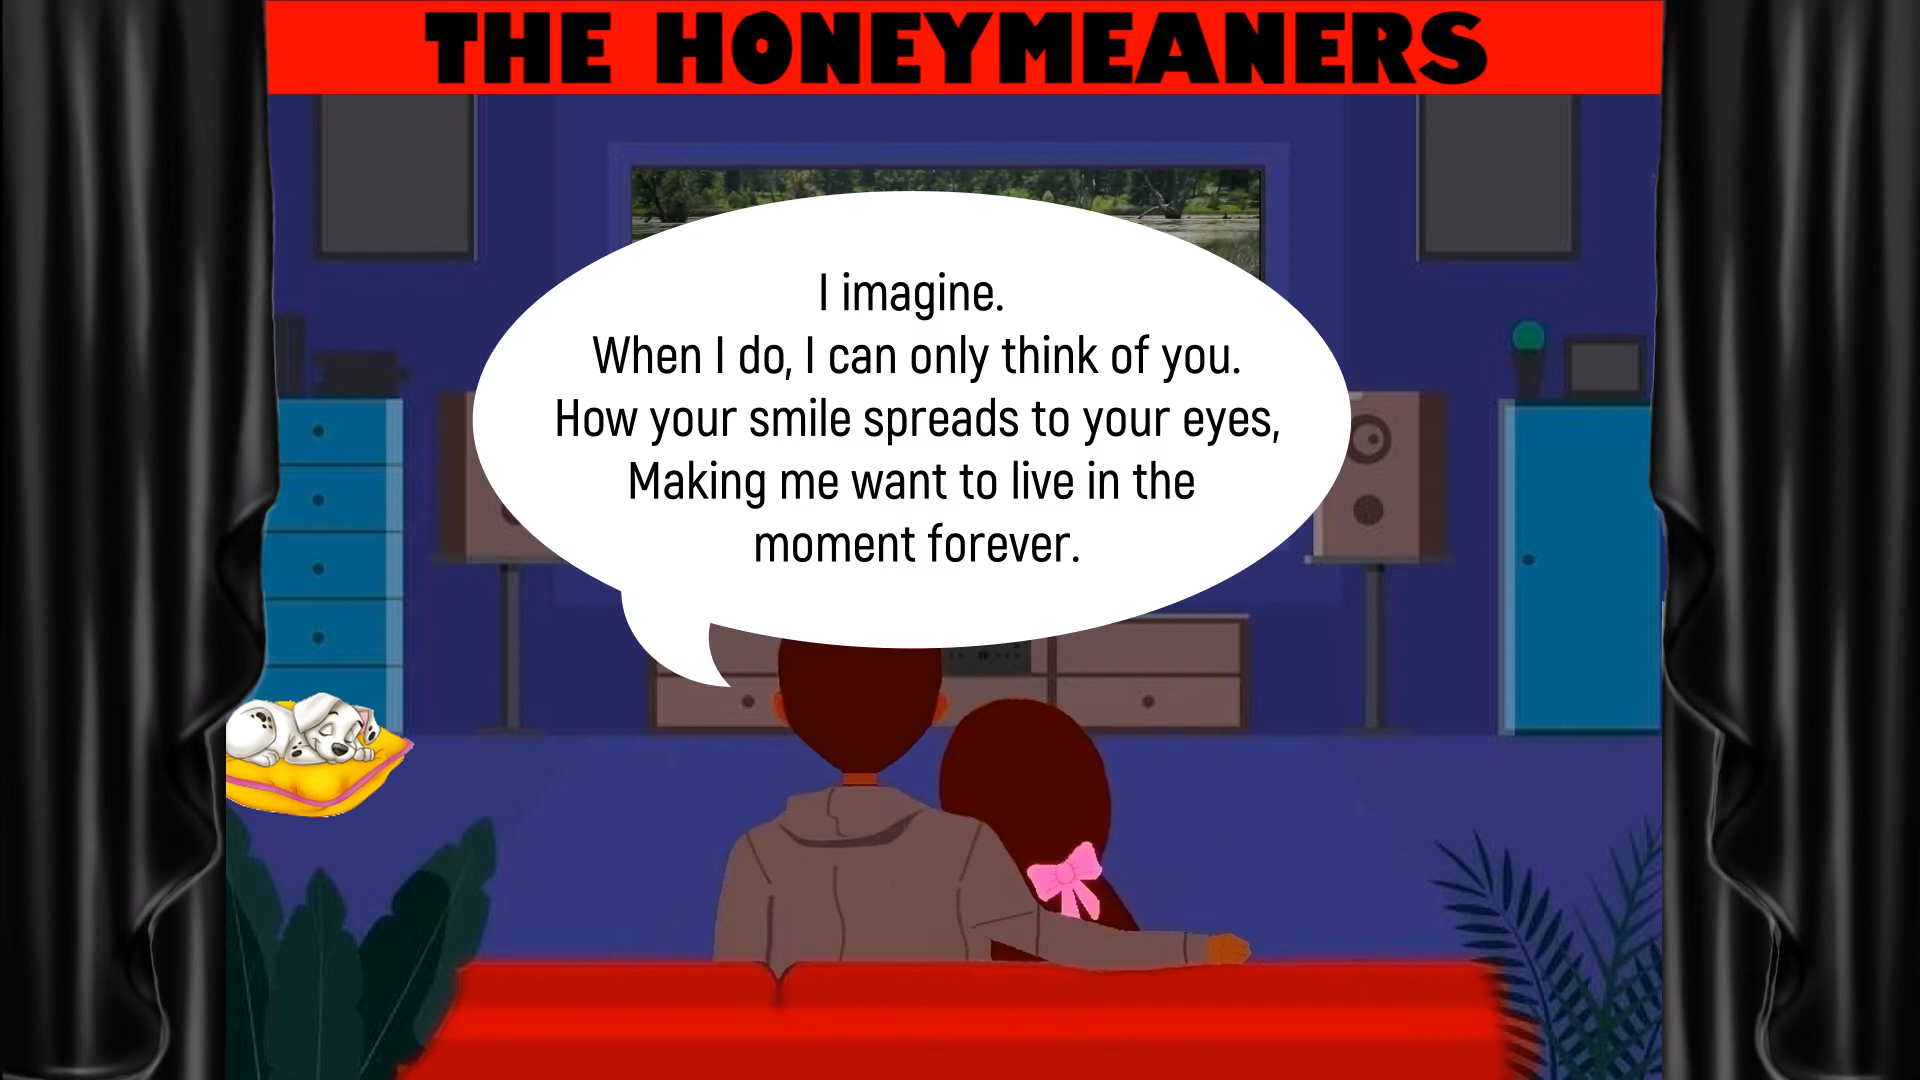 THE HONEYMEANERS
I imagine.
When I do, I can only think of you.
How your smile spreads to your eyes,
Making me want to live in the
moment forever.